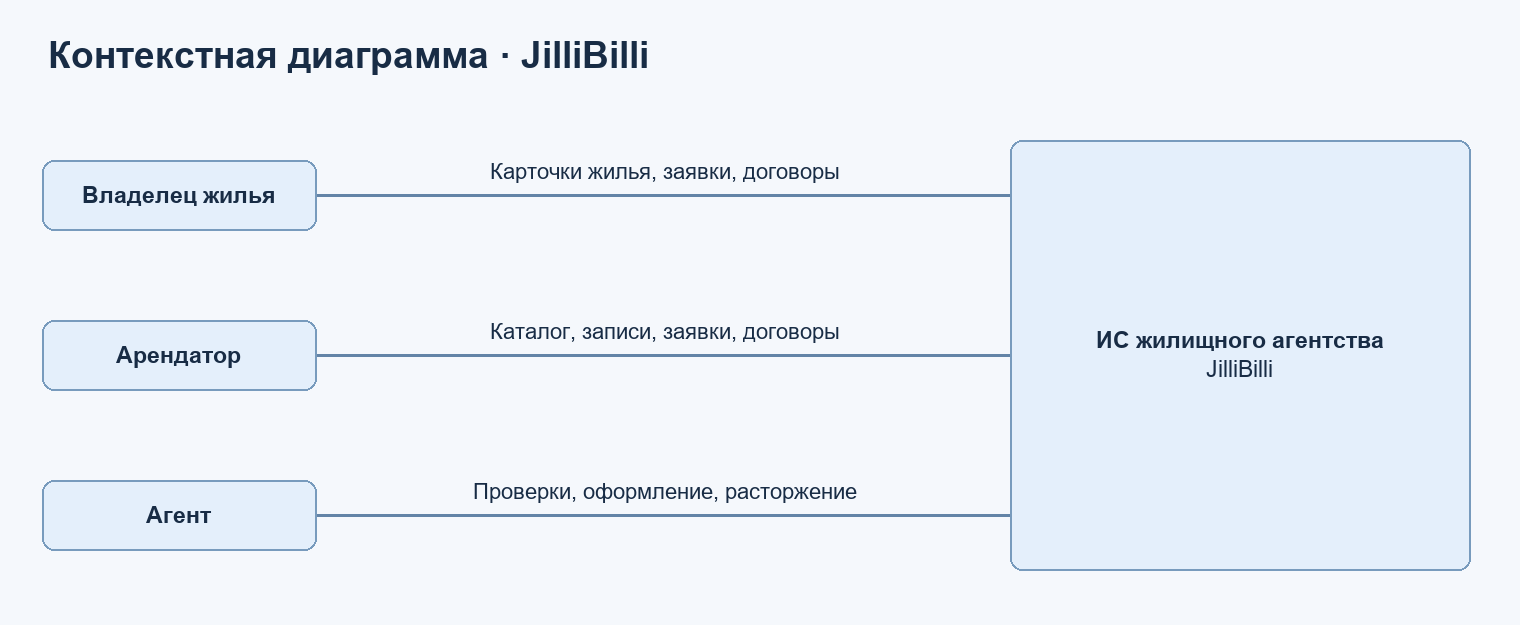 Контекстная диаграмма · JilliBilli
Владелец жилья
Карточки жилья, заявки, договоры
Арендатор
Каталог, записи, заявки, договоры
ИС жилищного агентства
JilliBilli
Агент
Проверки, оформление, расторжение